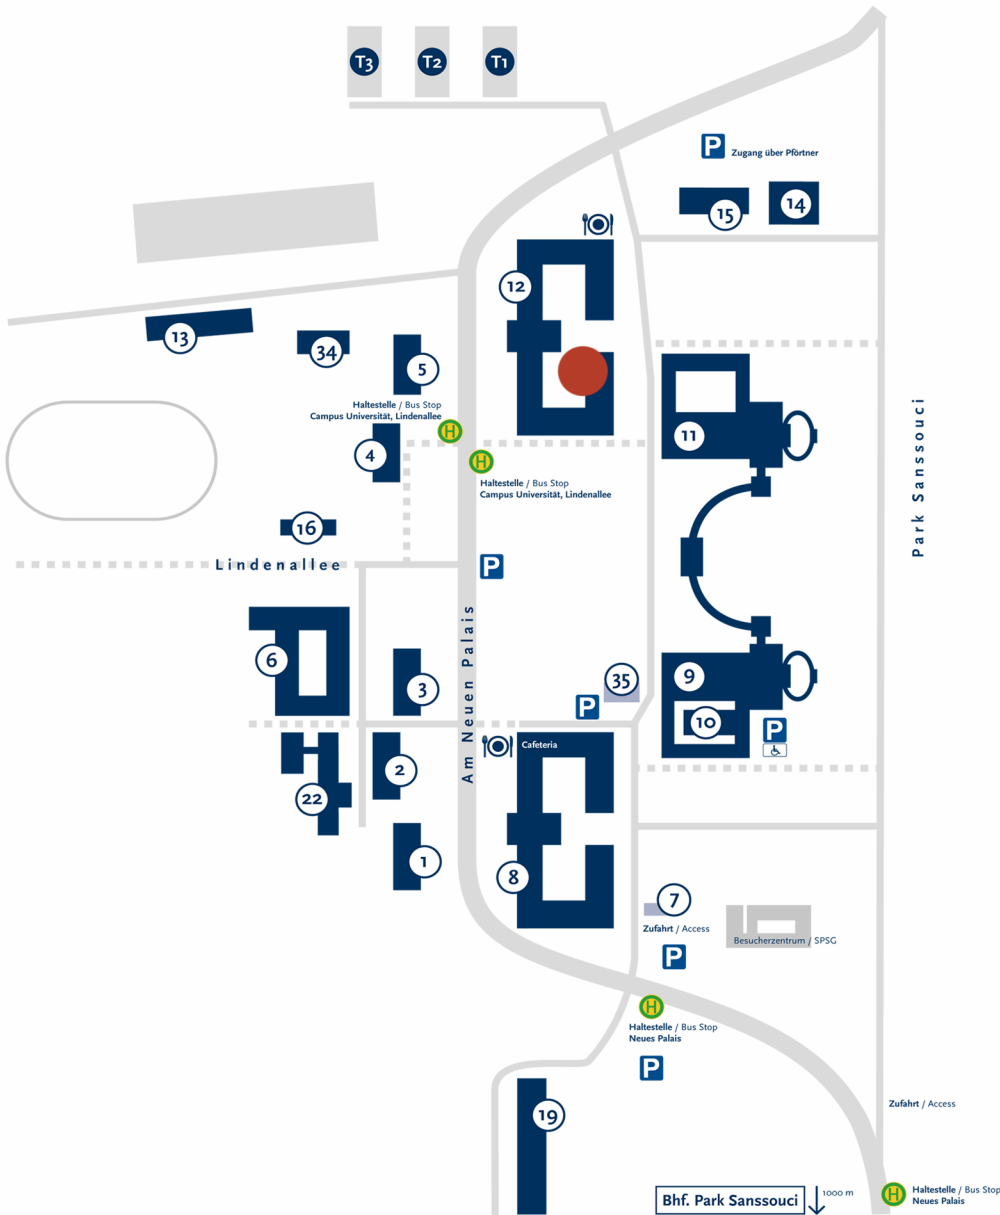 T3
T2
T1
P
Zugang über Pförtner
15
14
12
13
34
5
Haltestelle / Bus Stop
Campus Universität, Lindenallee
H
11
4
H
Haltestelle / Bus Stop
Campus Universität, Lindenallee
Park Sanssouci
16
Lindenallee
P
Am Neuen Palais
6
3
35
9
P
10
P
Cafeteria
2
22
1
8
7
Zufahrt / Access
Besucherzentrum / SPSG
P
H
Haltestelle / Bus Stop
Neues Palais
P
19
Zufahrt / Access
Bhf. Park Sanssouci
1000 m
H
Haltestelle / Bus Stop
Neues Palais